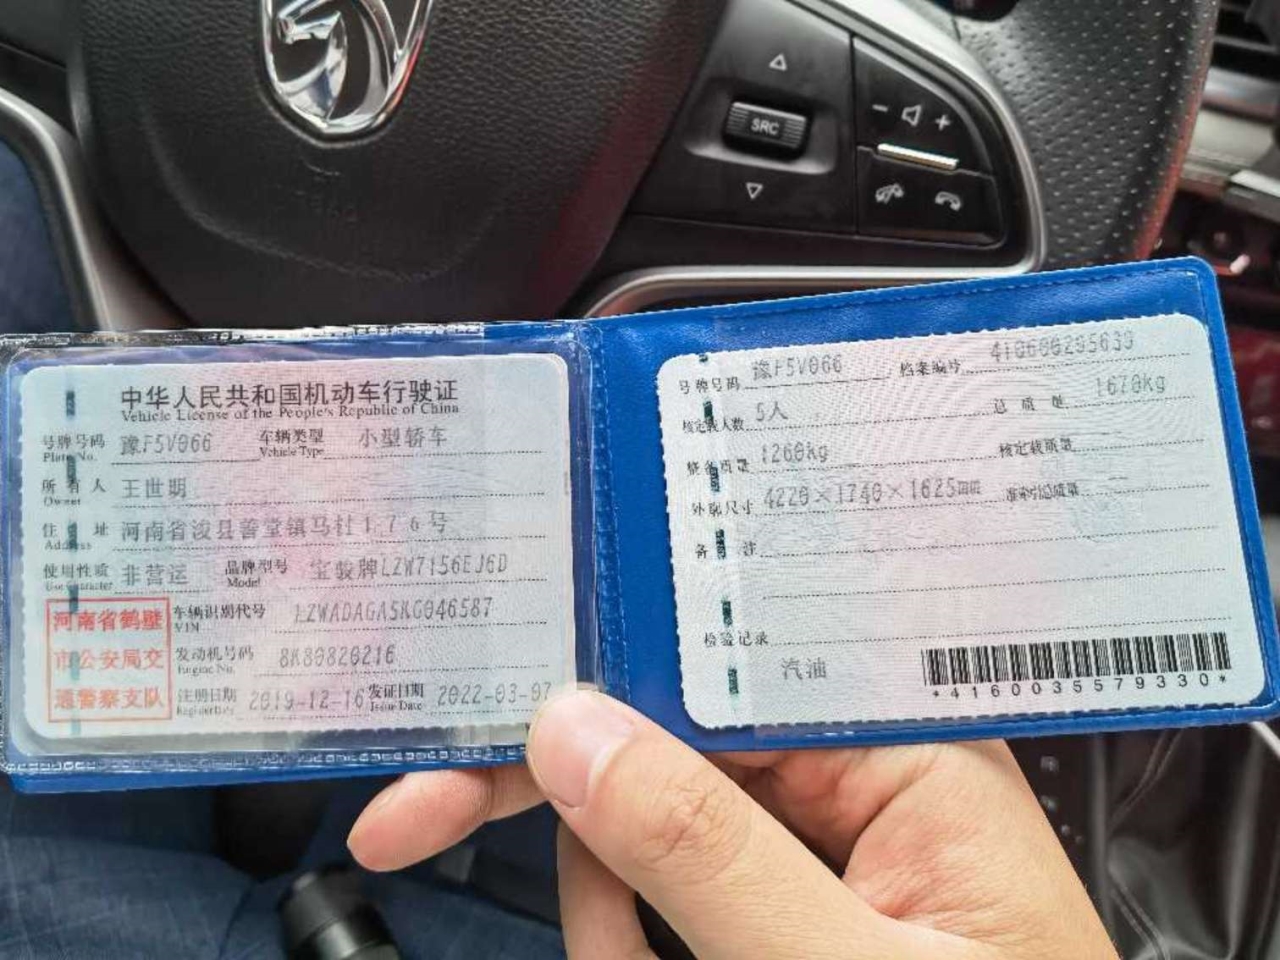 SRC
中华人民共和国机动车行驶证
Vehicle License of the People's Republic of China
号牌号码 豫F5V066 车辆类型 小型轿车
Plate No. Vehicle Type
所有人 王世明
Owner
住址 河南省浚县善堂镇马村176号
Address
使用性质 非营运 品牌型号 宝骏牌LZW7156EJ6D
Use Character Model
河南省鹤壁
市公安局交
通警察支队
车辆识别代号 LZWADAGA5KG046587
VIN
发动机号码 8K80820216
Engine No.
注册日期 2019-12-16 发证日期 2022-03-07
Register Date Issue Date
号牌号码 豫F5V066 档案编号 410600295639
核定载人数 5人 总质量 1670kg
整备质量 1260kg 核定载质量
外廓尺寸 4220×1740×1625mm 准牵引总质量
备注
检验记录
汽油
*4160035579330*